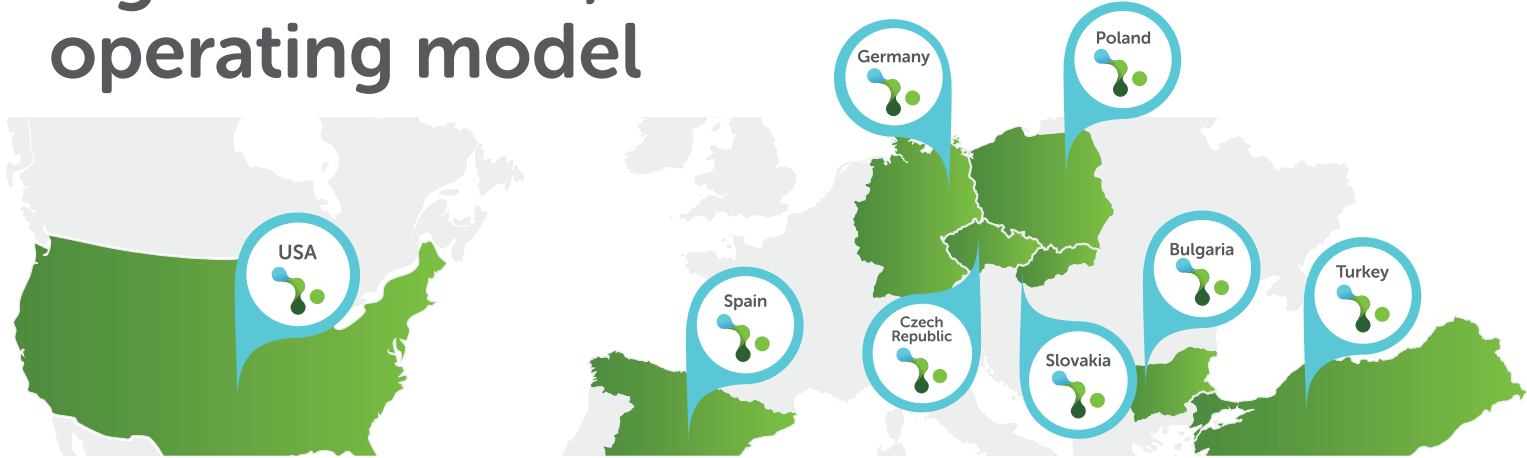 operating model
Germany
Poland
USA
Spain
Czech
Republic
Slovakia
Bulgaria
Turkey